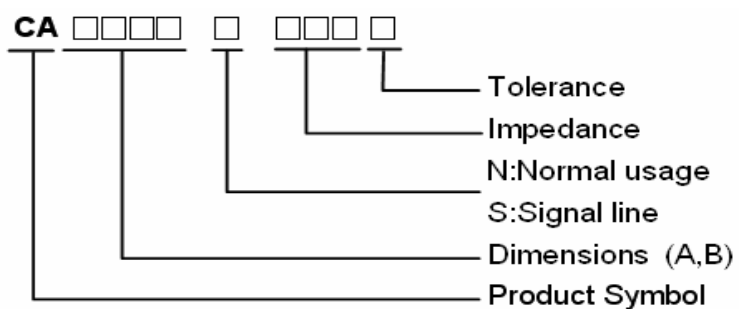 CA □□□□ □ □□□ □
Tolerance
Impedance
N:Normal usage
S:Signal line
Dimensions (A,B)
Product Symbol